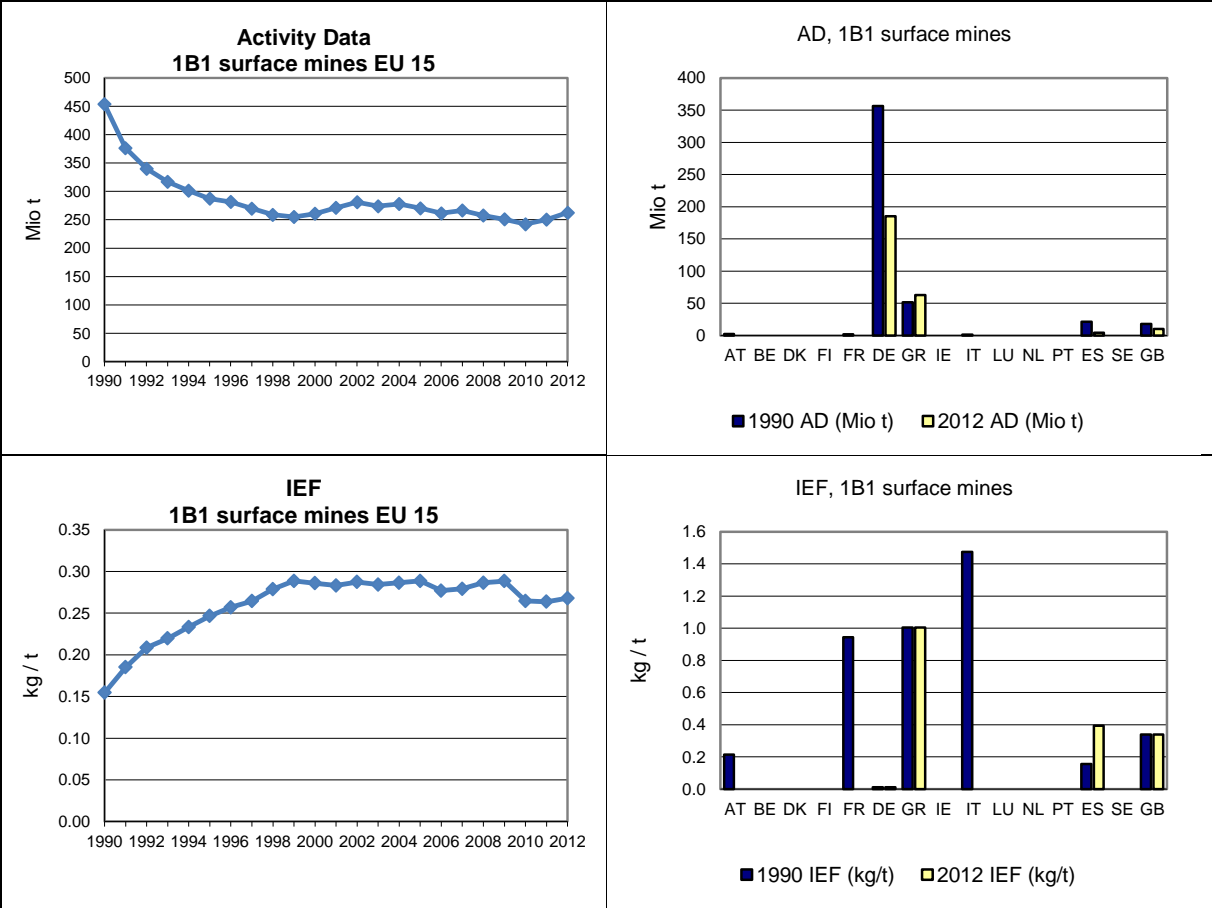 Activity Data
1B1 surface mines EU 15
500
450
400
350
300
250
200
150
100
50
0
Mio t
1990 1992 1994 1996 1998 2000 2002 2004 2006 2008 2010 2012
AD, 1B1 surface mines
400
350
300
250
200
150
100
50
0
Mio t
AT BE DK FI FR DE GR IE IT LU NL PT ES SE GB
1990 AD (Mio t) 2012 AD (Mio t)
IEF
1B1 surface mines EU 15
0.35
0.30
0.25
0.20
0.15
0.10
0.05
0.00
kg / t
1990 1992 1994 1996 1998 2000 2002 2004 2006 2008 2010 2012
IEF, 1B1 surface mines
1.6
1.4
1.2
1.0
0.8
0.6
0.4
0.2
0.0
kg / t
AT BE DK FI FR DE GR IE IT LU NL PT ES SE GB
1990 IEF (kg/t) 2012 IEF (kg/t)